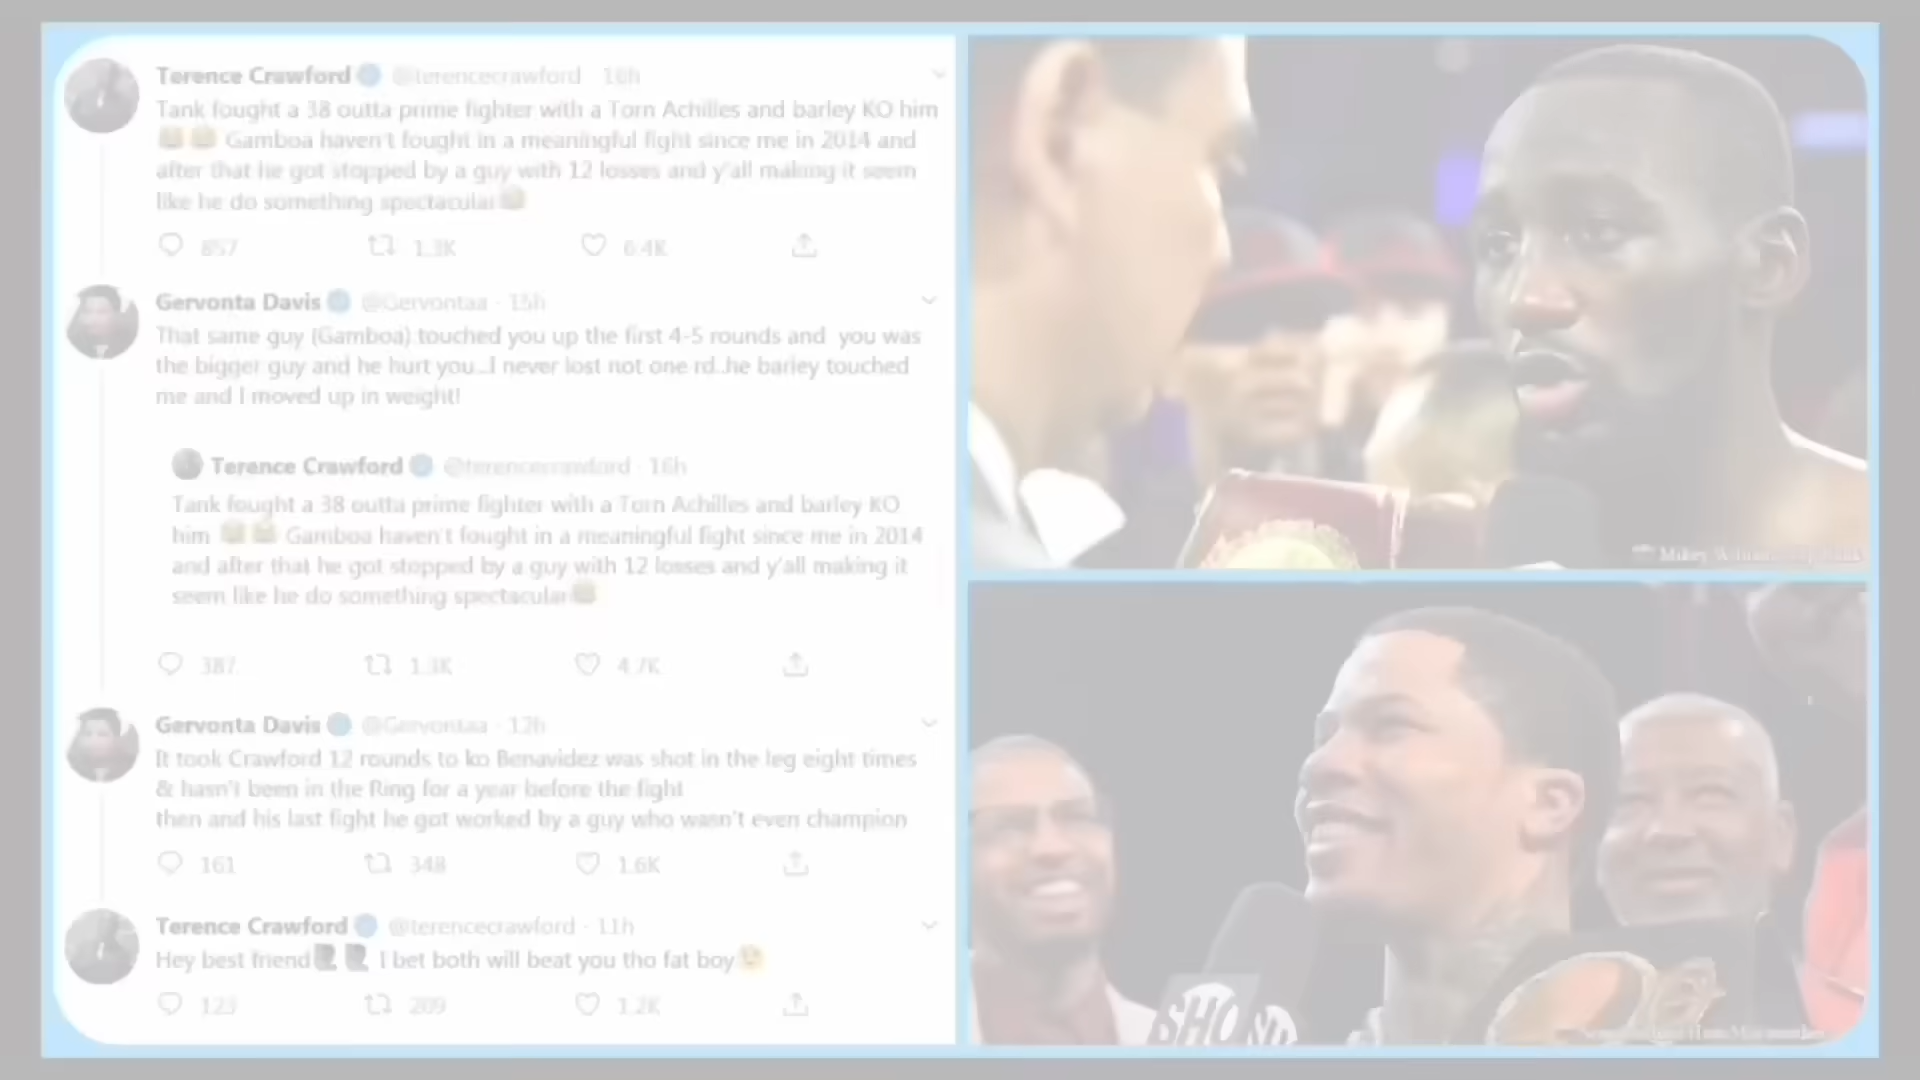 Terence Crawford @terencecrawford · 16h
Tank fought a 38 outta prime fighter with a Torn Achilles and barley KO him
Gamboa haven't fought in a meaningful fight since me in 2014 and
after that he got stopped by a guy with 12 losses and y'all making it seem
like he do something spectacular
857 1.3K 6.4K
Gervonta Davis @Gervontaa · 15h
That same guy (Gamboa) touched you up the first 4-5 rounds and you was
the bigger guy and he hurt you...I never lost not one rd..he barley touched
me and I moved up in weight!
Terence Crawford @terencecrawford · 16h
Tank fought a 38 outta prime fighter with a Torn Achilles and barley KO
him Gamboa haven't fought in a meaningful fight since me in 2014
and after that he got stopped by a guy with 12 losses and y'all making it
seem like he do something spectacular
387 1.3K 4.7K
Gervonta Davis @Gervontaa · 12h
It took Crawford 12 rounds to ko Benavidez was shot in the leg eight times
& hasn't been in the Ring for a year before the fight
then and his last fight he got worked by a guy who wasn't even champion
161 348 1.6K
Terence Crawford @terencecrawford · 11h
Hey best friend I bet both will beat you tho fat boy
123 209 1.2K
Mikey
SHO